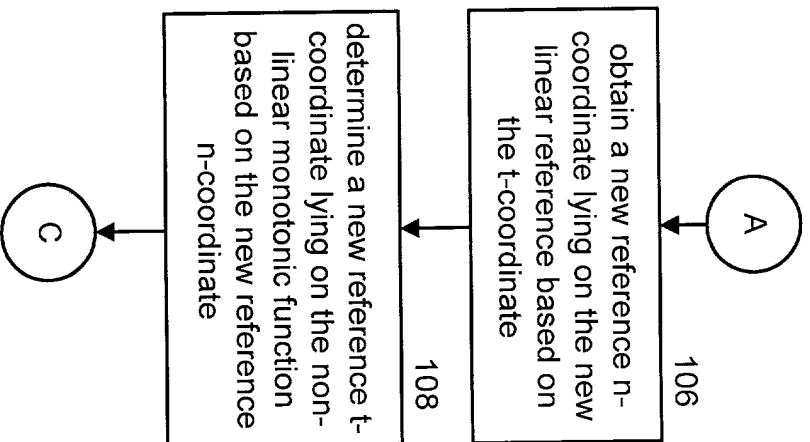 A
106
obtain a new reference n-
coordinate lying on the new
linear reference based on
the t-coordinate
108
determine a new reference t-
coordinate lying on the non-
linear monotonic function
based on the new reference
n-coordinate
C